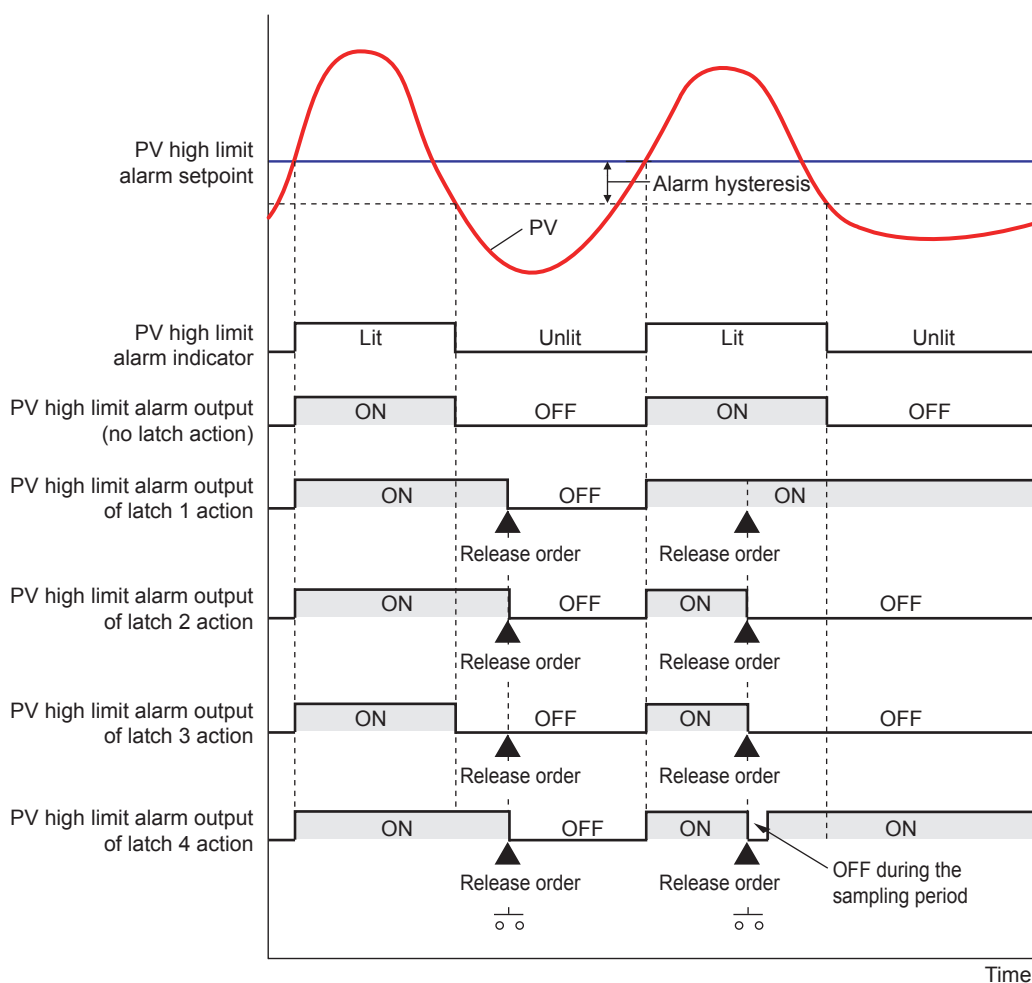 PV high limit
alarm setpoint
Alarm hysteresis
PV
PV high limit
alarm indicator
Lit
Unlit
Lit
Unlit
PV high limit alarm output
(no latch action)
ON
OFF
ON
OFF
PV high limit alarm output
of latch 1 action
ON
OFF
ON
Release order
Release order
PV high limit alarm output
of latch 2 action
ON
OFF
ON
OFF
Release order
Release order
PV high limit alarm output
of latch 3 action
ON
OFF
ON
OFF
Release order
Release order
PV high limit alarm output
of latch 4 action
ON
OFF
ON
ON
Release order
Release order
OFF during the
sampling period
Time